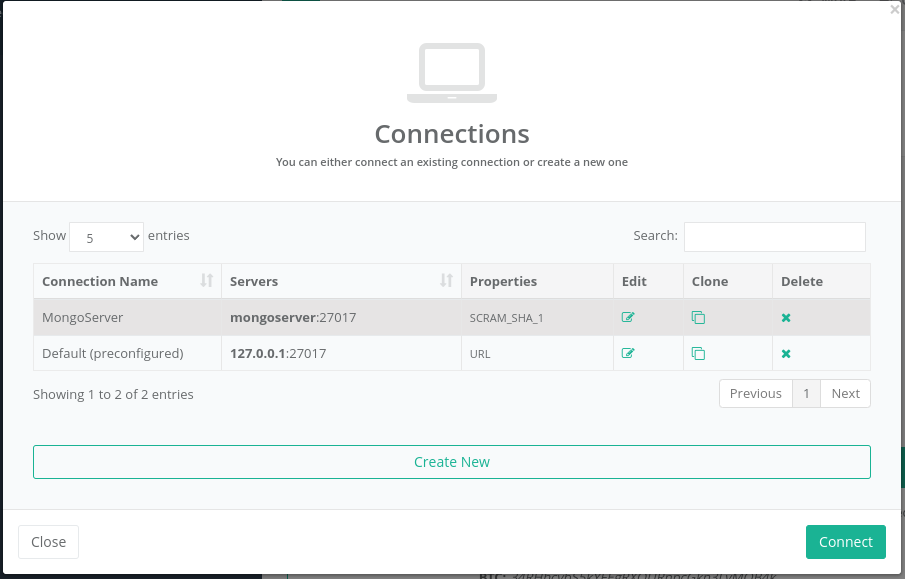 ×
Connections
You can either connect an existing connection or create a new one
Show 5 entries Search:
Connection Name Servers Properties Edit Clone Delete
MongoServer mongoserver:27017 SCRAM_SHA_1
Default (preconfigured) 127.0.0.1:27017 URL
Showing 1 to 2 of 2 entries Previous 1 Next
Create New
Close Connect
BTC: